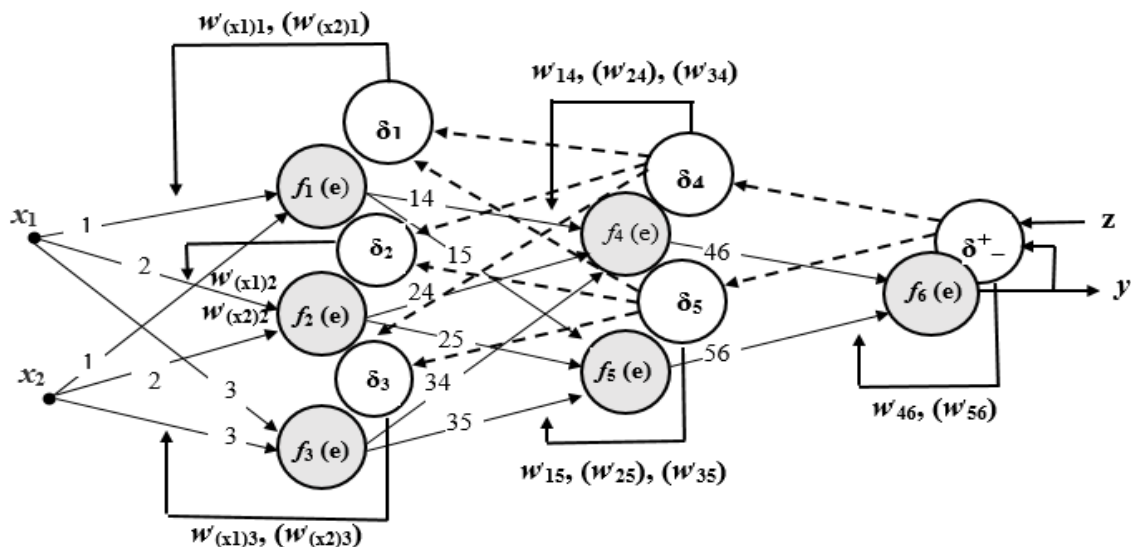 w'(x1)1, (w'(x2)1)
w'14, (w'24), (w'34)
δ1
δ4
f1 (e)
14
x1
1
z
δ+−
f4 (e)
46
15
δ2
2
w'(x1)2
24
δ5
f6 (e)
y
w'(x2)2
f2 (e)
25
56
1
x2
2
δ3
34
f5 (e)
3
w'46, (w'56)
35
3
f3 (e)
w'15, (w'25), (w'35)
w'(x1)3, (w'(x2)3)